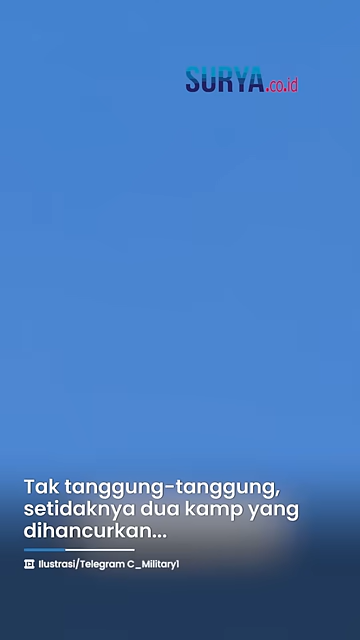 SURYA.co.id
Tak tanggung-tanggung,
setidaknya dua kamp yang
dihancurkan...
Ilustrasi/Telegram C_Military1